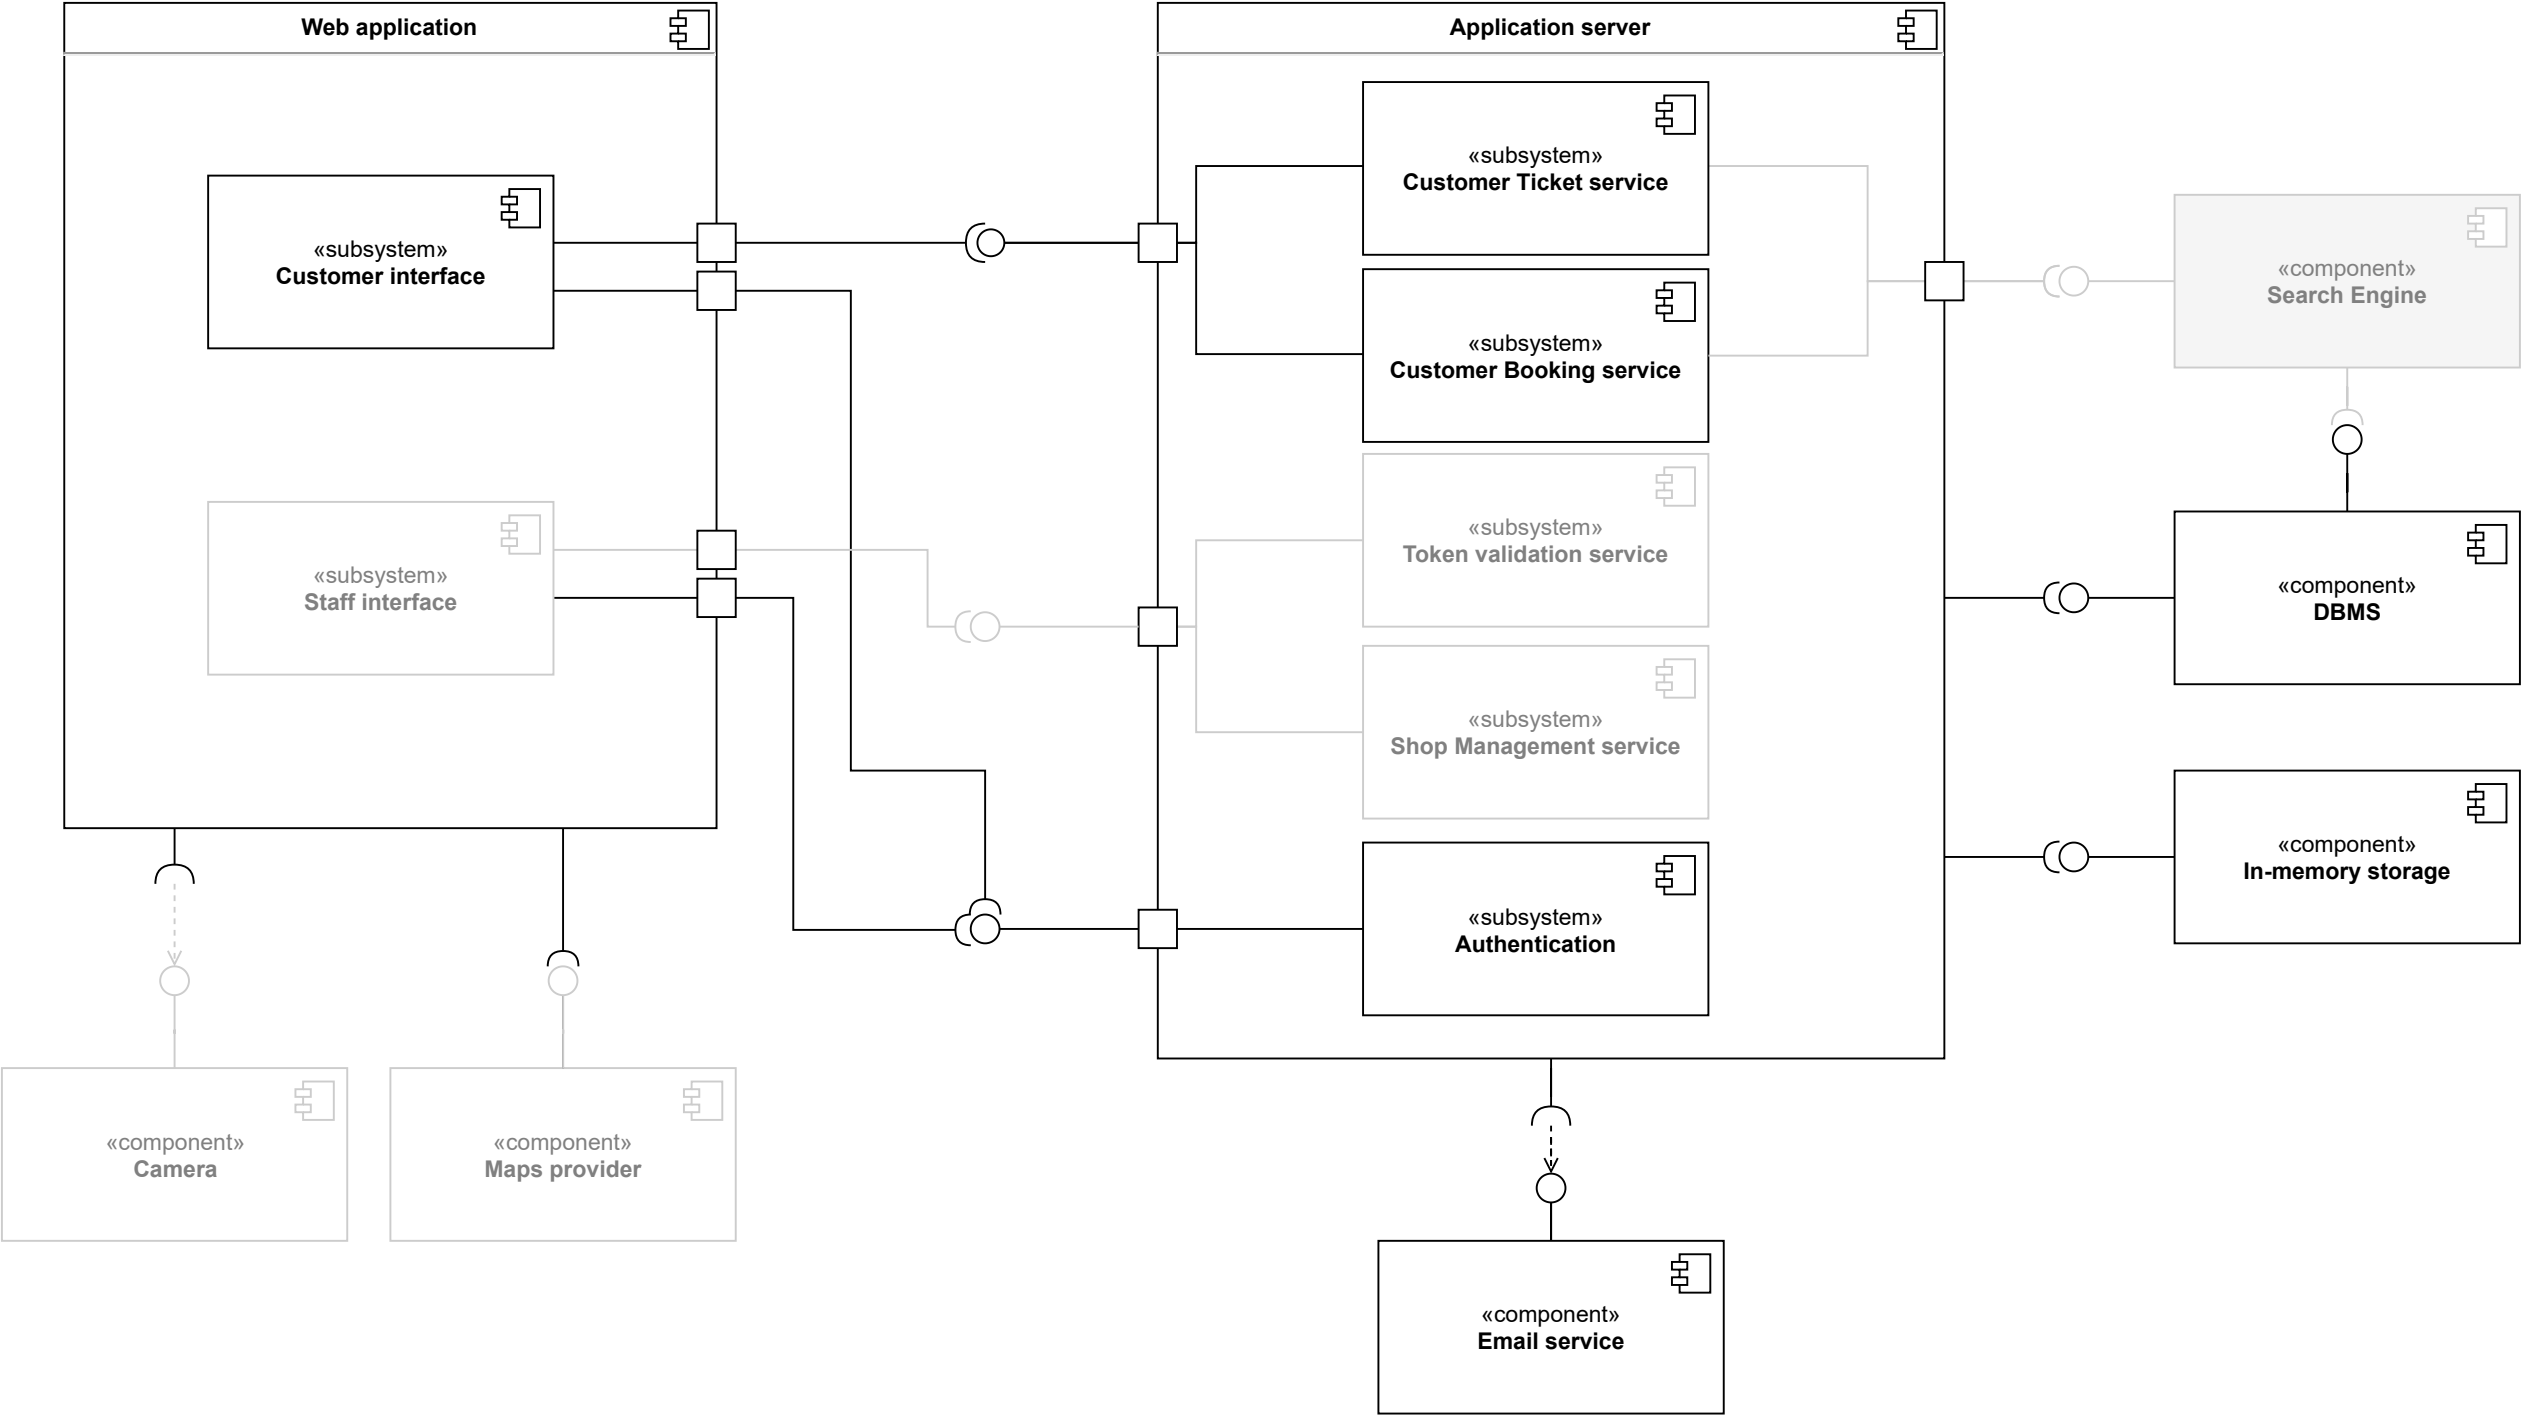 Web application
Application server
«subsystem»
Customer Ticket service
«subsystem»
Customer interface
«component»
Search Engine
«subsystem»
Customer Booking service
«subsystem»
Token validation service
«subsystem»
Staff interface
«component»
DBMS
«subsystem»
Shop Management service
«component»
In-memory storage
«subsystem»
Authentication
«component»
Camera
«component»
Maps provider
«component»
Email service